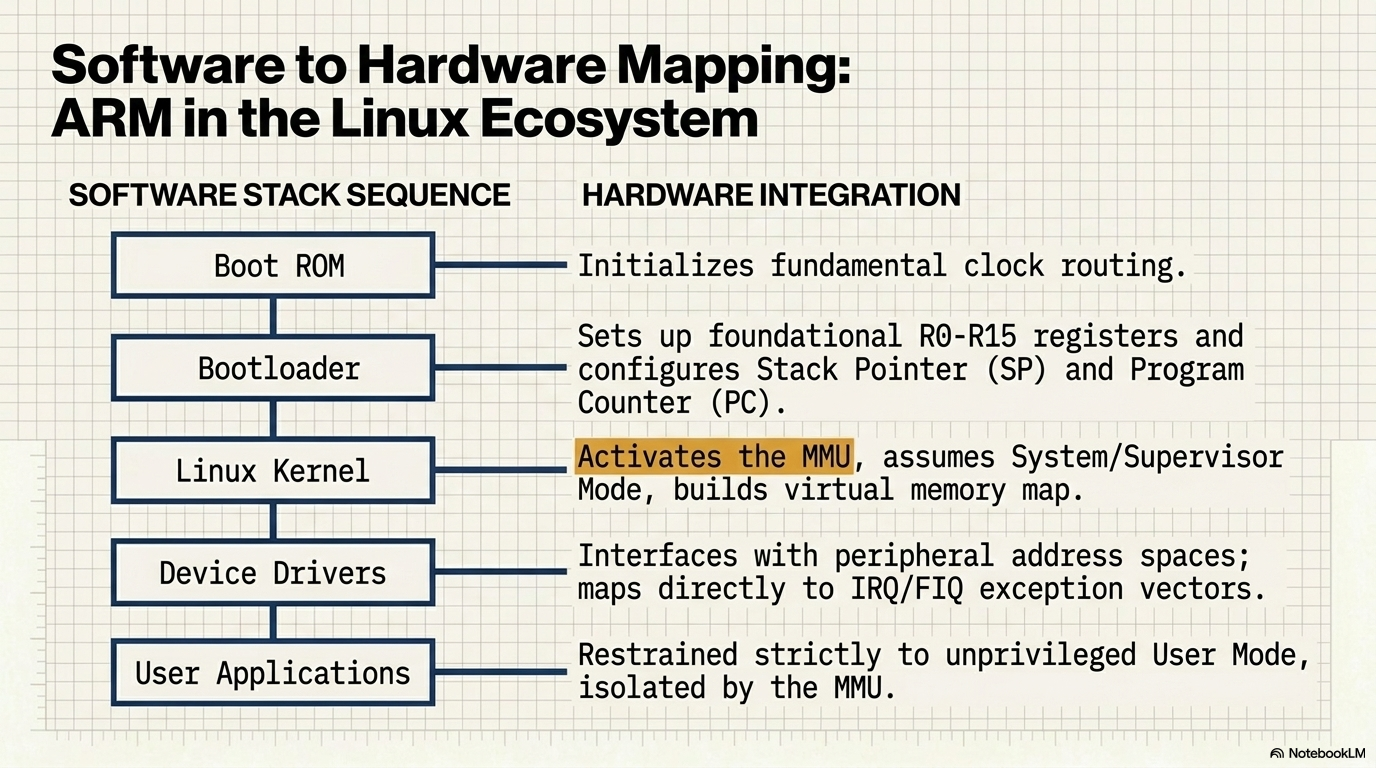 Software to Hardware Mapping:
ARM in the Linux Ecosystem
SOFTWARE STACK SEQUENCE
HARDWARE INTEGRATION
Boot ROM
Initializes fundamental clock routing.
Bootloader
Sets up foundational R0-R15 registers and
configures Stack Pointer (SP) and Program
Counter (PC).
Linux Kernel
Activates the MMU, assumes System/Supervisor
Mode, builds virtual memory map.
Device Drivers
Interfaces with peripheral address spaces;
maps directly to IRQ/FIQ exception vectors.
User Applications
Restrained strictly to unprivileged User Mode,
isolated by the MMU.
NotebookLM